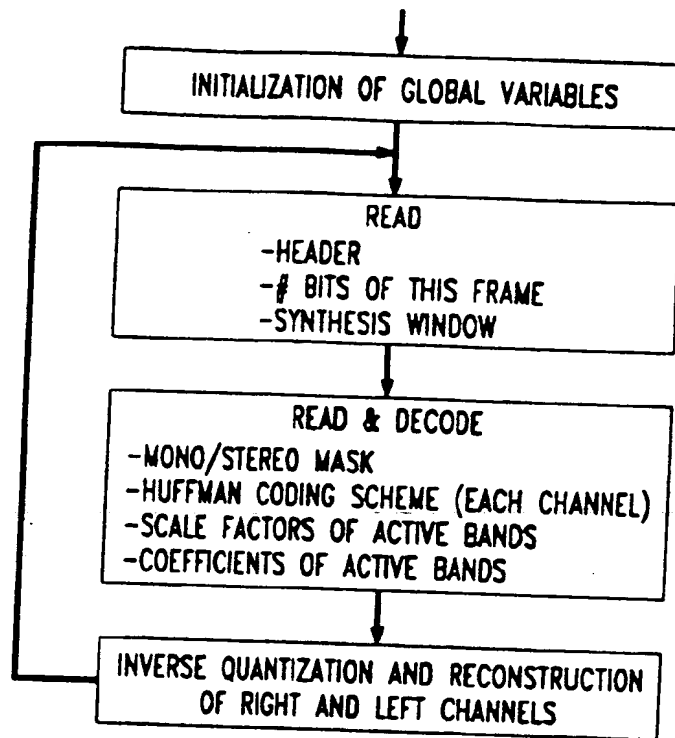 INITIALIZATION OF GLOBAL VARIABLES
READ
-HEADER
-# BITS OF THIS FRAME
-SYNTHESIS WINDOW
READ & DECODE
-MONO/STEREO MASK
-HUFFMAN CODING SCHEME (EACH CHANNEL)
-SCALE FACTORS OF ACTIVE BANDS
-COEFFICIENTS OF ACTIVE BANDS
INVERSE QUANTIZATION AND RECONSTRUCTION
OF RIGHT AND LEFT CHANNELS